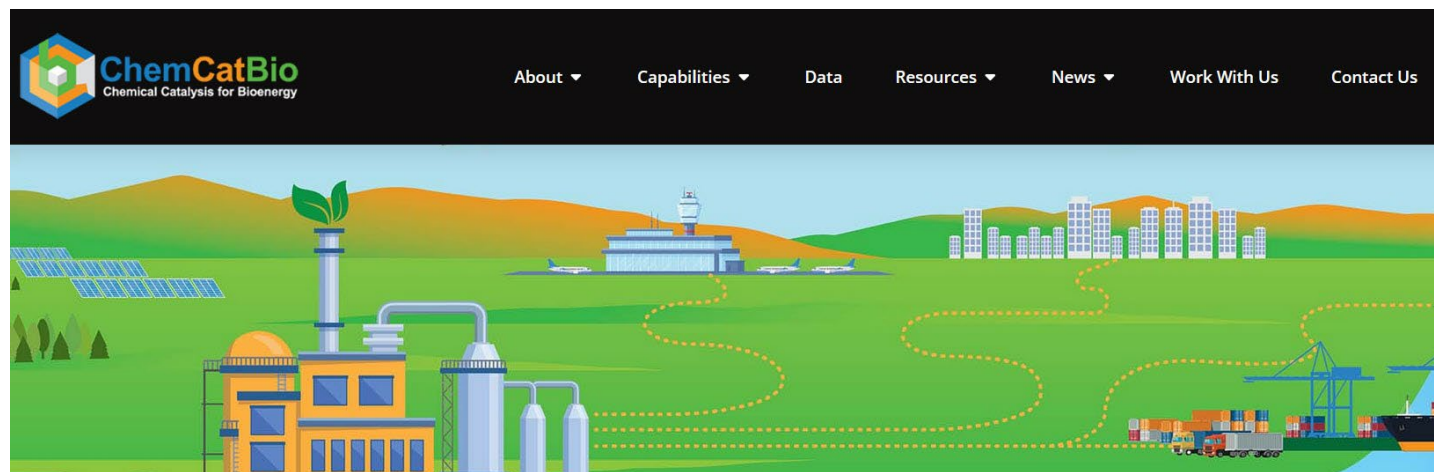 ChemCatBio
Chemical Catalysis for Bioenergy
About Capabilities Data Resources News Work With Us Contact Us